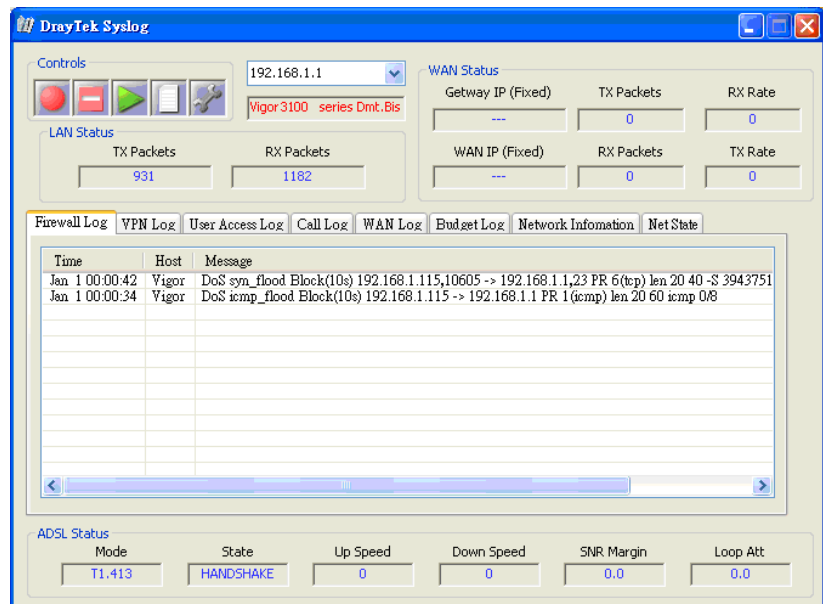 DrayTek Syslog
Controls
192.168.1.1
Vigor3100 series Dmt.Bis
WAN Status
Getway IP (Fixed) TX Packets RX Rate
--- 0 0
WAN IP (Fixed) RX Packets TX Rate
--- 0 0
LAN Status
TX Packets RX Packets
931 1182
Firewall Log VPN Log User Access Log Call Log WAN Log Budget Log Network Infomation Net State
Time Host Message
Jan 1 00:00:42 Vigor DoS syn_flood Block(10s) 192.168.1.115,10605 -> 192.168.1.1,23 PR 6(tcp) len 20 40 -S 3943751
Jan 1 00:00:34 Vigor DoS icmp_flood Block(10s) 192.168.1.115 -> 192.168.1.1 PR 1(icmp) len 20 60 icmp 0/8
ADSL Status
Mode State Up Speed Down Speed SNR Margin Loop Att
T1.413 HANDSHAKE 0 0 0.0 0.0